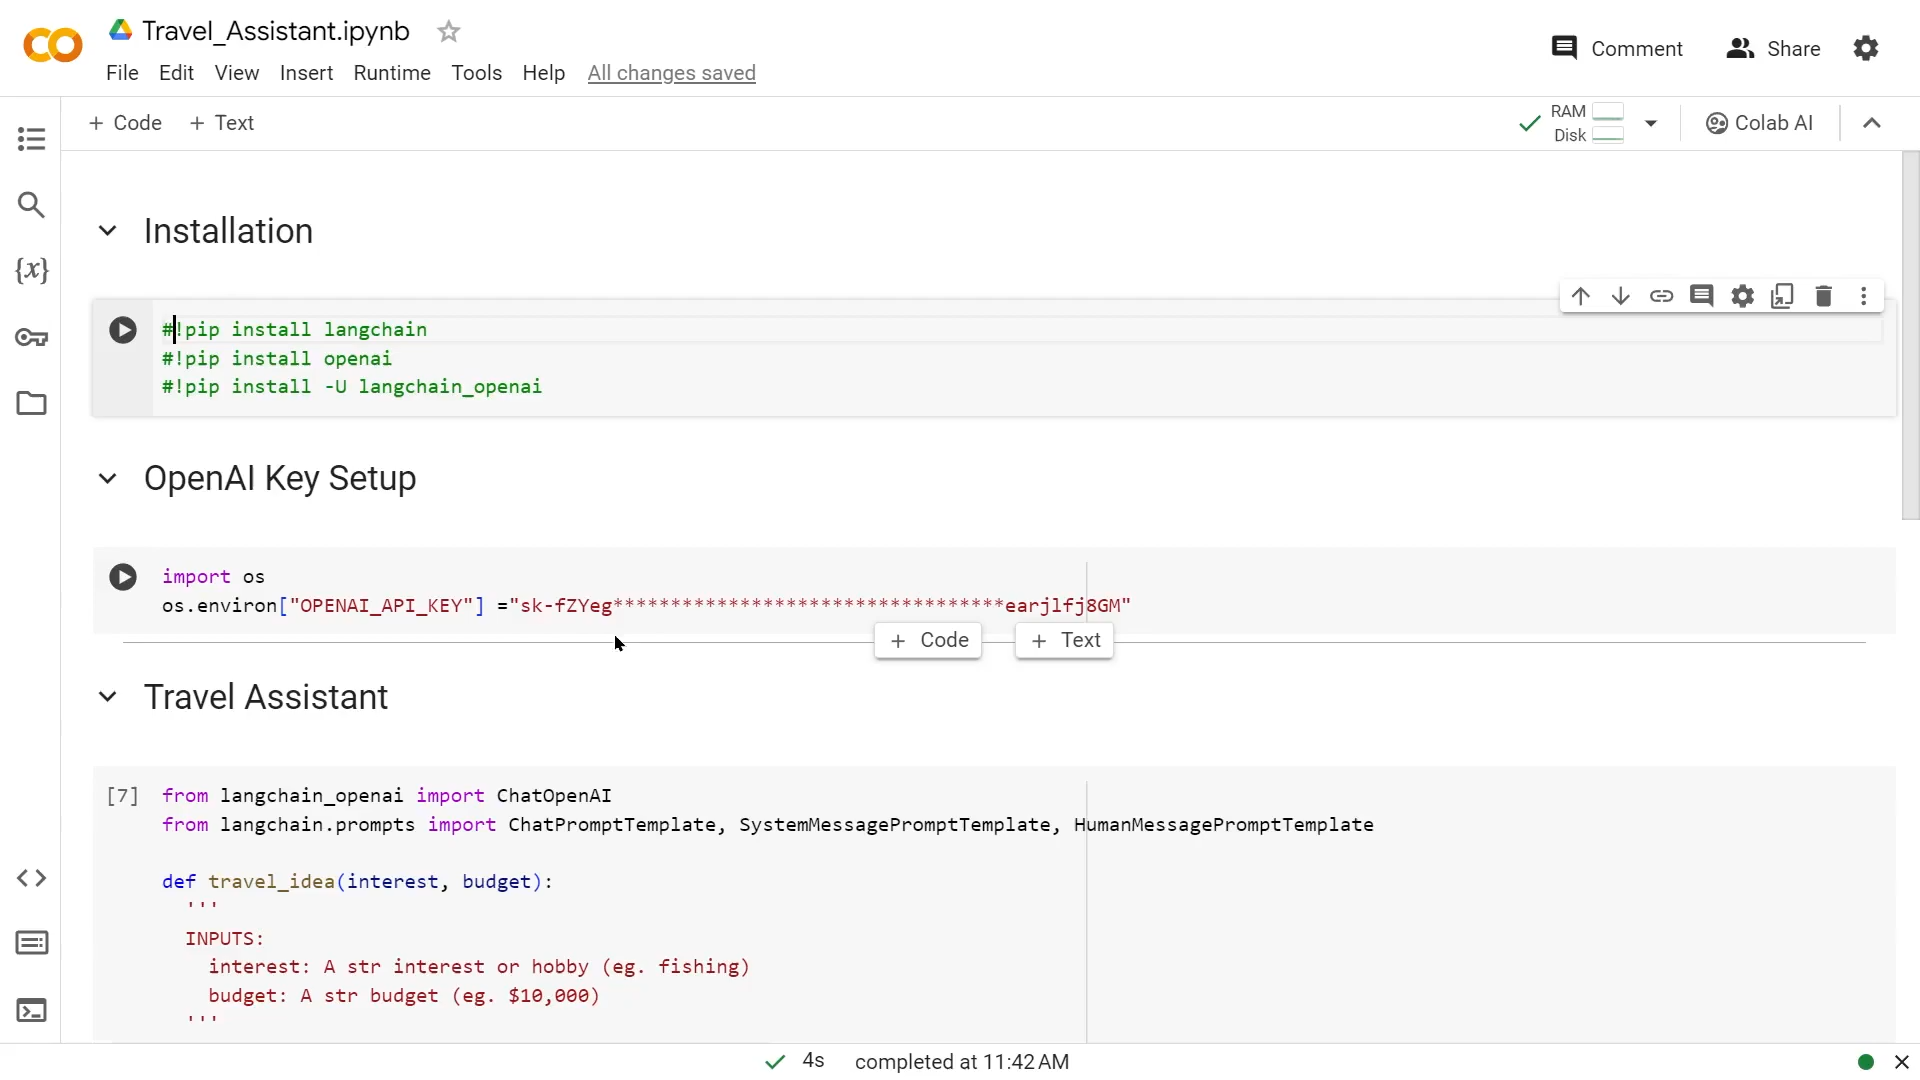 Travel_Assistant.ipynb
File Edit View Insert Runtime Tools Help All changes saved
Comment Share
+ Code + Text
RAM
Disk
Colab AI
{x}
Installation
#!pip install langchain
#!pip install openai
#!pip install -U langchain_openai
OpenAI Key Setup
import os
os.environ["OPENAI_API_KEY"] ="sk-fZYeg**********************************earjlfj8GM"
+ Code + Text
Travel Assistant
[7] from langchain_openai import ChatOpenAI
from langchain.prompts import ChatPromptTemplate, SystemMessagePromptTemplate, HumanMessagePromptTemplate
def travel_idea(interest, budget):
'''
INPUTS:
interest: A str interest or hobby (eg. fishing)
budget: A str budget (eg. $10,000)
'''
4s completed at 11:42 AM